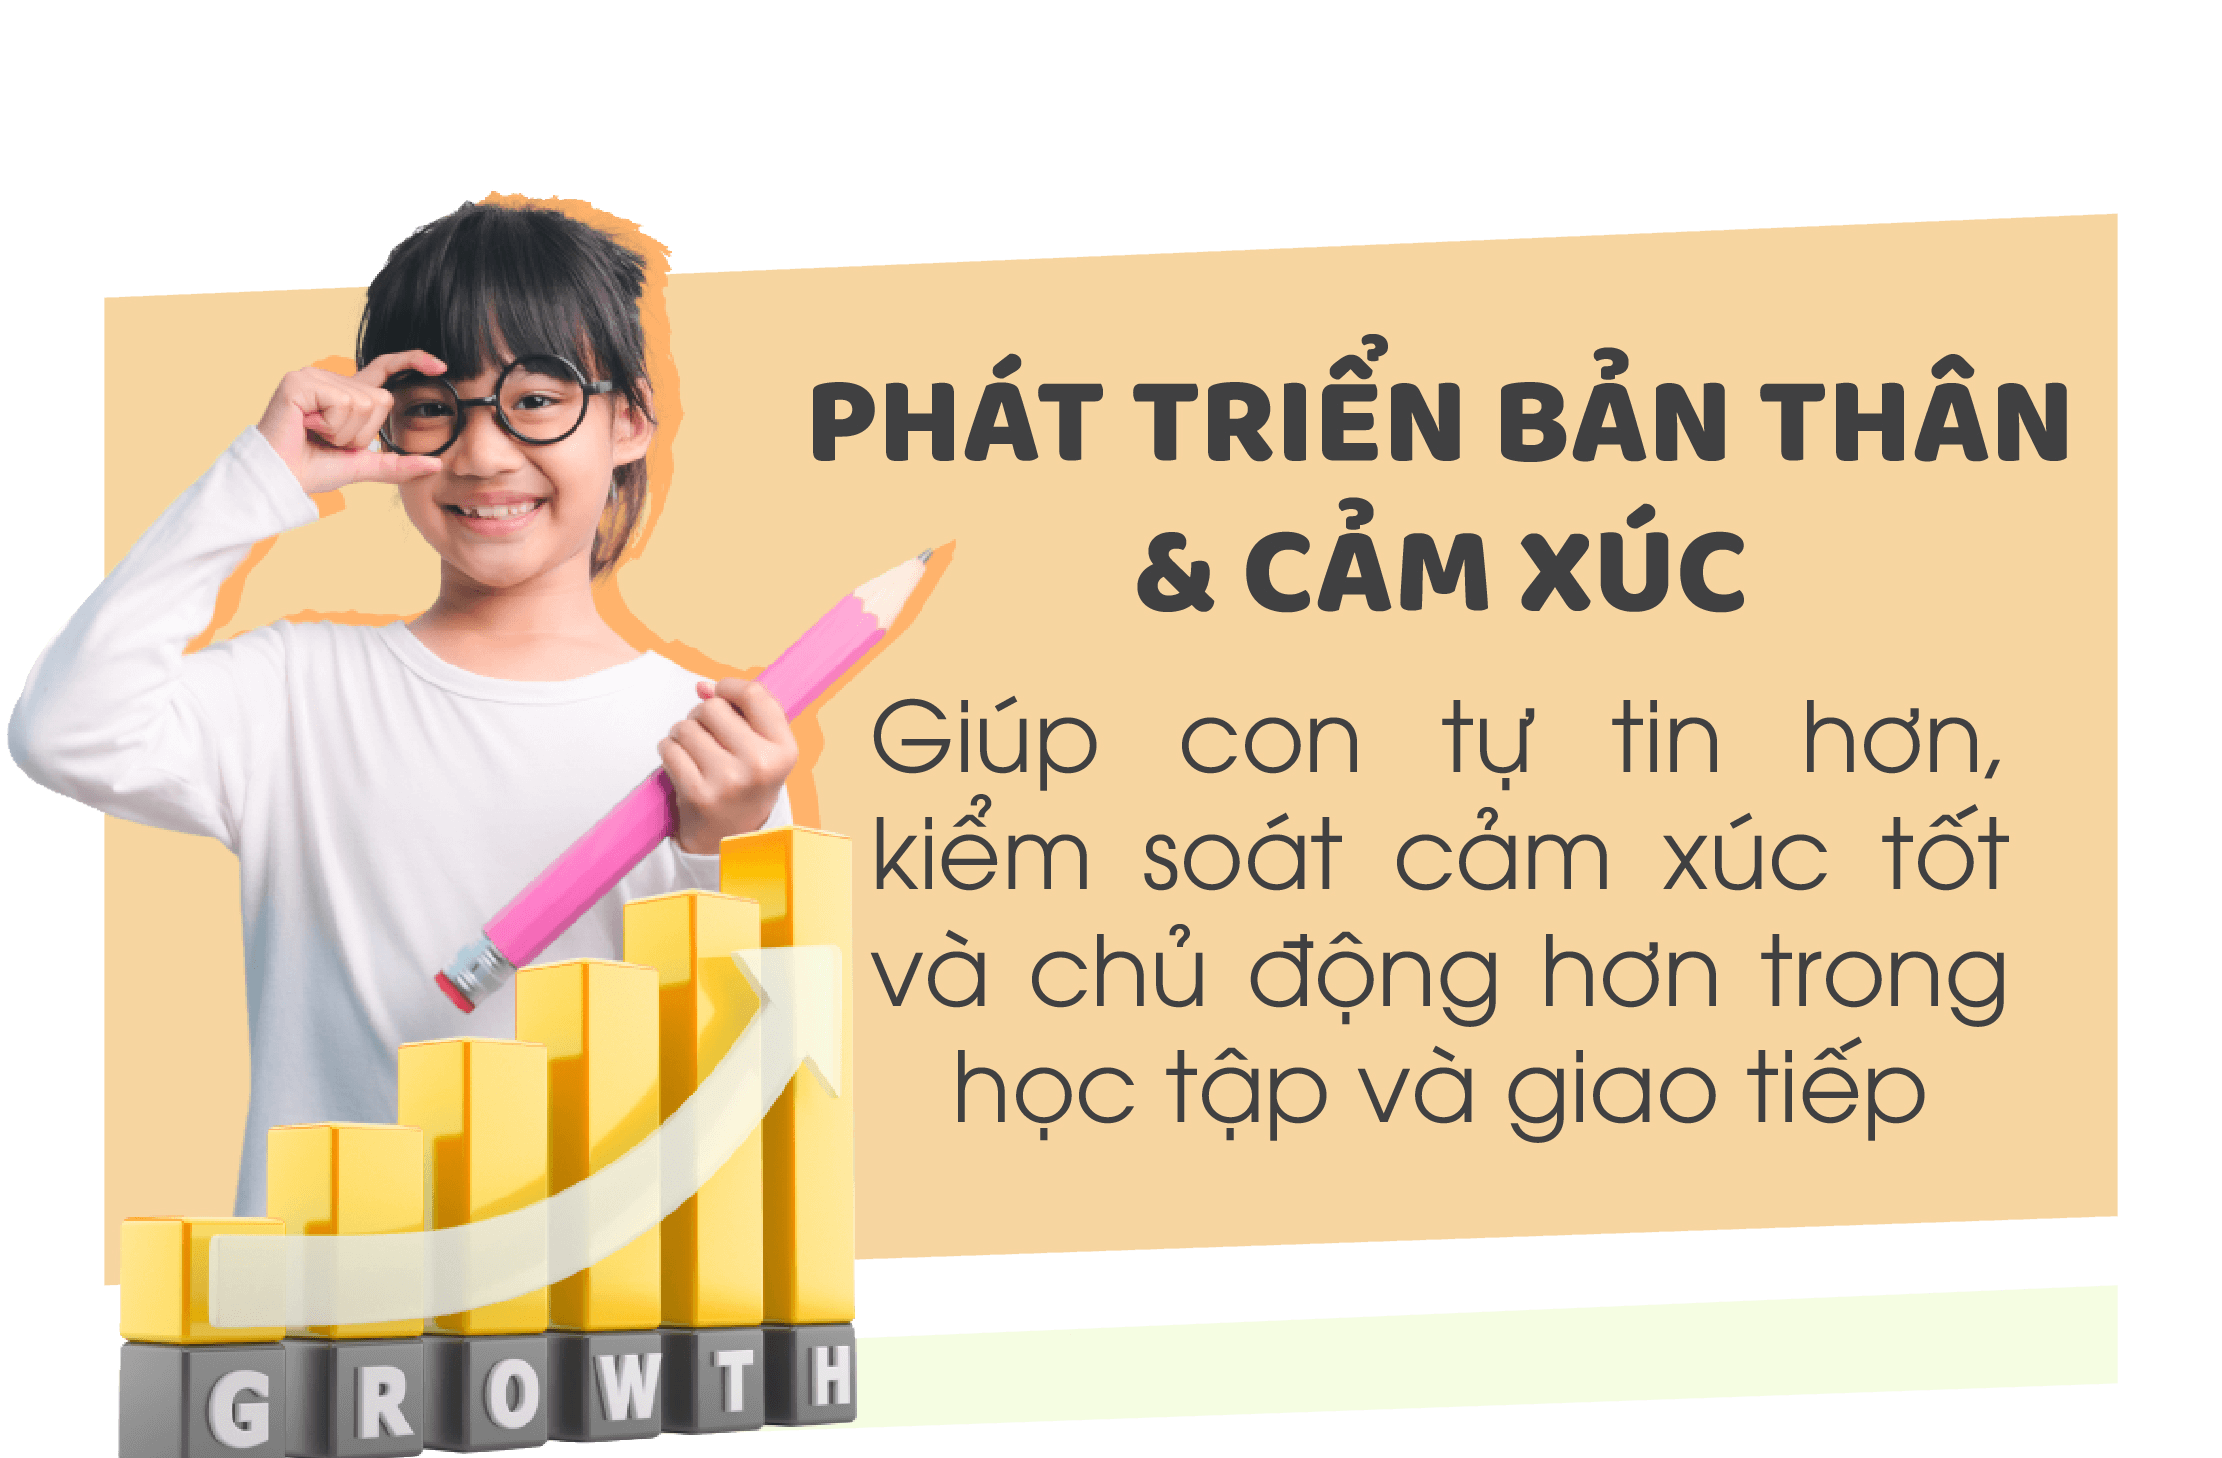 PHÁT TRIỂN BẢN THÂN
& CẢM XÚC
Giúp con tự tin hơn,
kiểm soát cảm xúc tốt
và chủ động hơn trong
học tập và giao tiếp
GROWTH